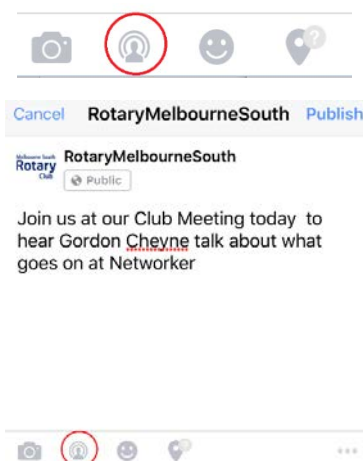 Cancel RotaryMelbourneSouth Publish
Melbourne South
Rotary
Club
RotaryMelbourneSouth
Public
Join us at our Club Meeting today to
hear Gordon Cheyne talk about what
goes on at Networker